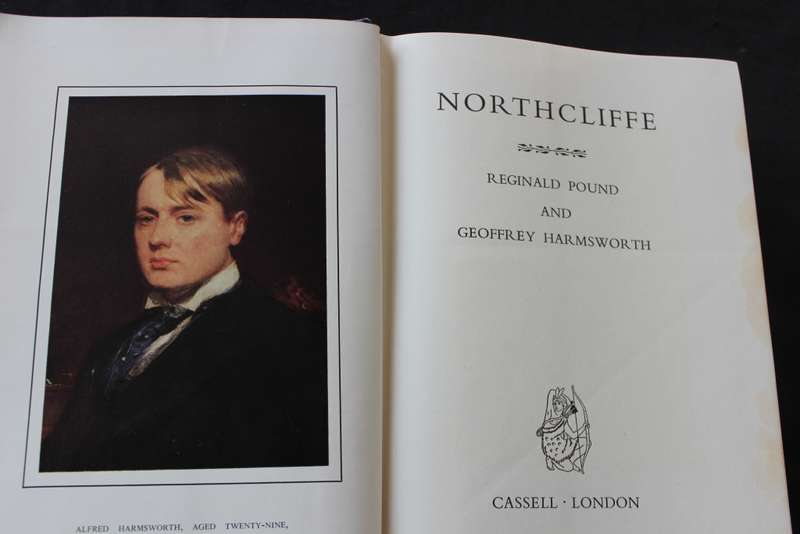 ALFRED HARMSWORTH, AGED TWENTY-NINE,
NORTHCLIFFE
REGINALD POUND
AND
GEOFFREY HARMSWORTH
CASSELL · LONDON